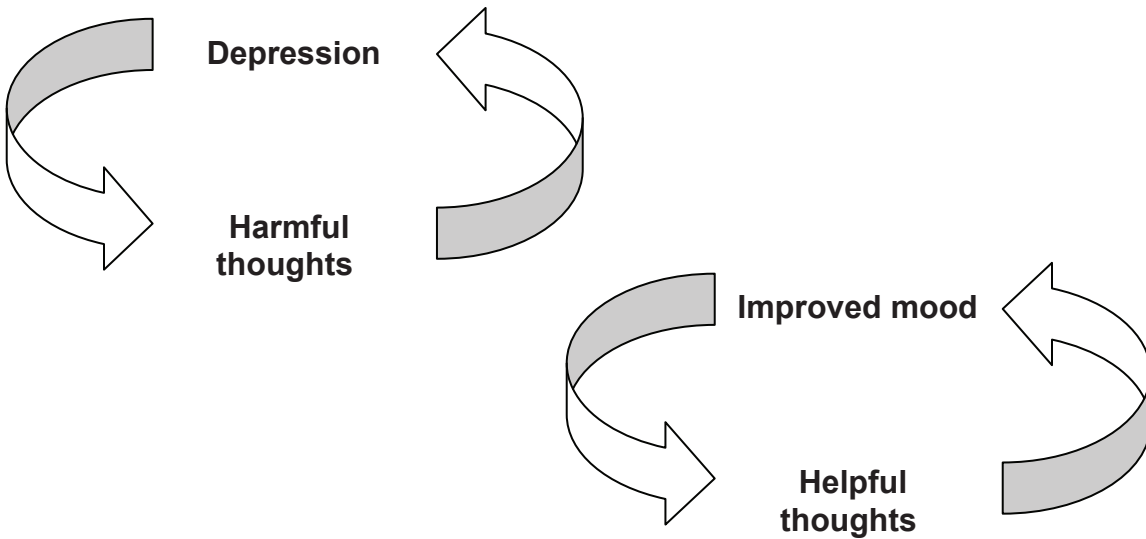 Depression
Harmful
thoughts
Improved mood
Helpful
thoughts